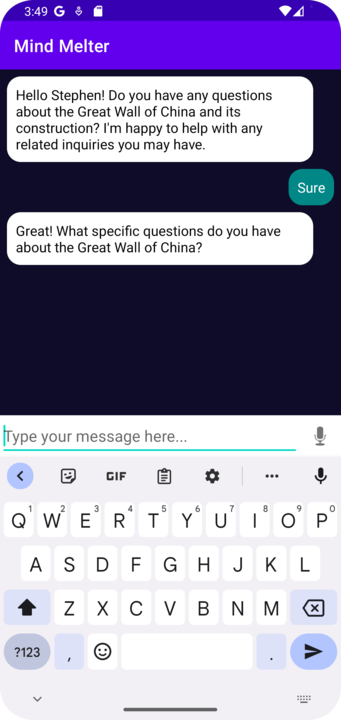 3:49 G
Mind Melter
Hello Stephen! Do you have any questions
about the Great Wall of China and its
construction? I'm happy to help with any
related inquiries you may have.
Sure
Great! What specific questions do you have
about the Great Wall of China?
Type your message here...
GIF
Q1 W2 E3 R4 T5 Y6 U7 I8 O9 P0
A S D F G H J K L
Z X C V B N M
?123 , .